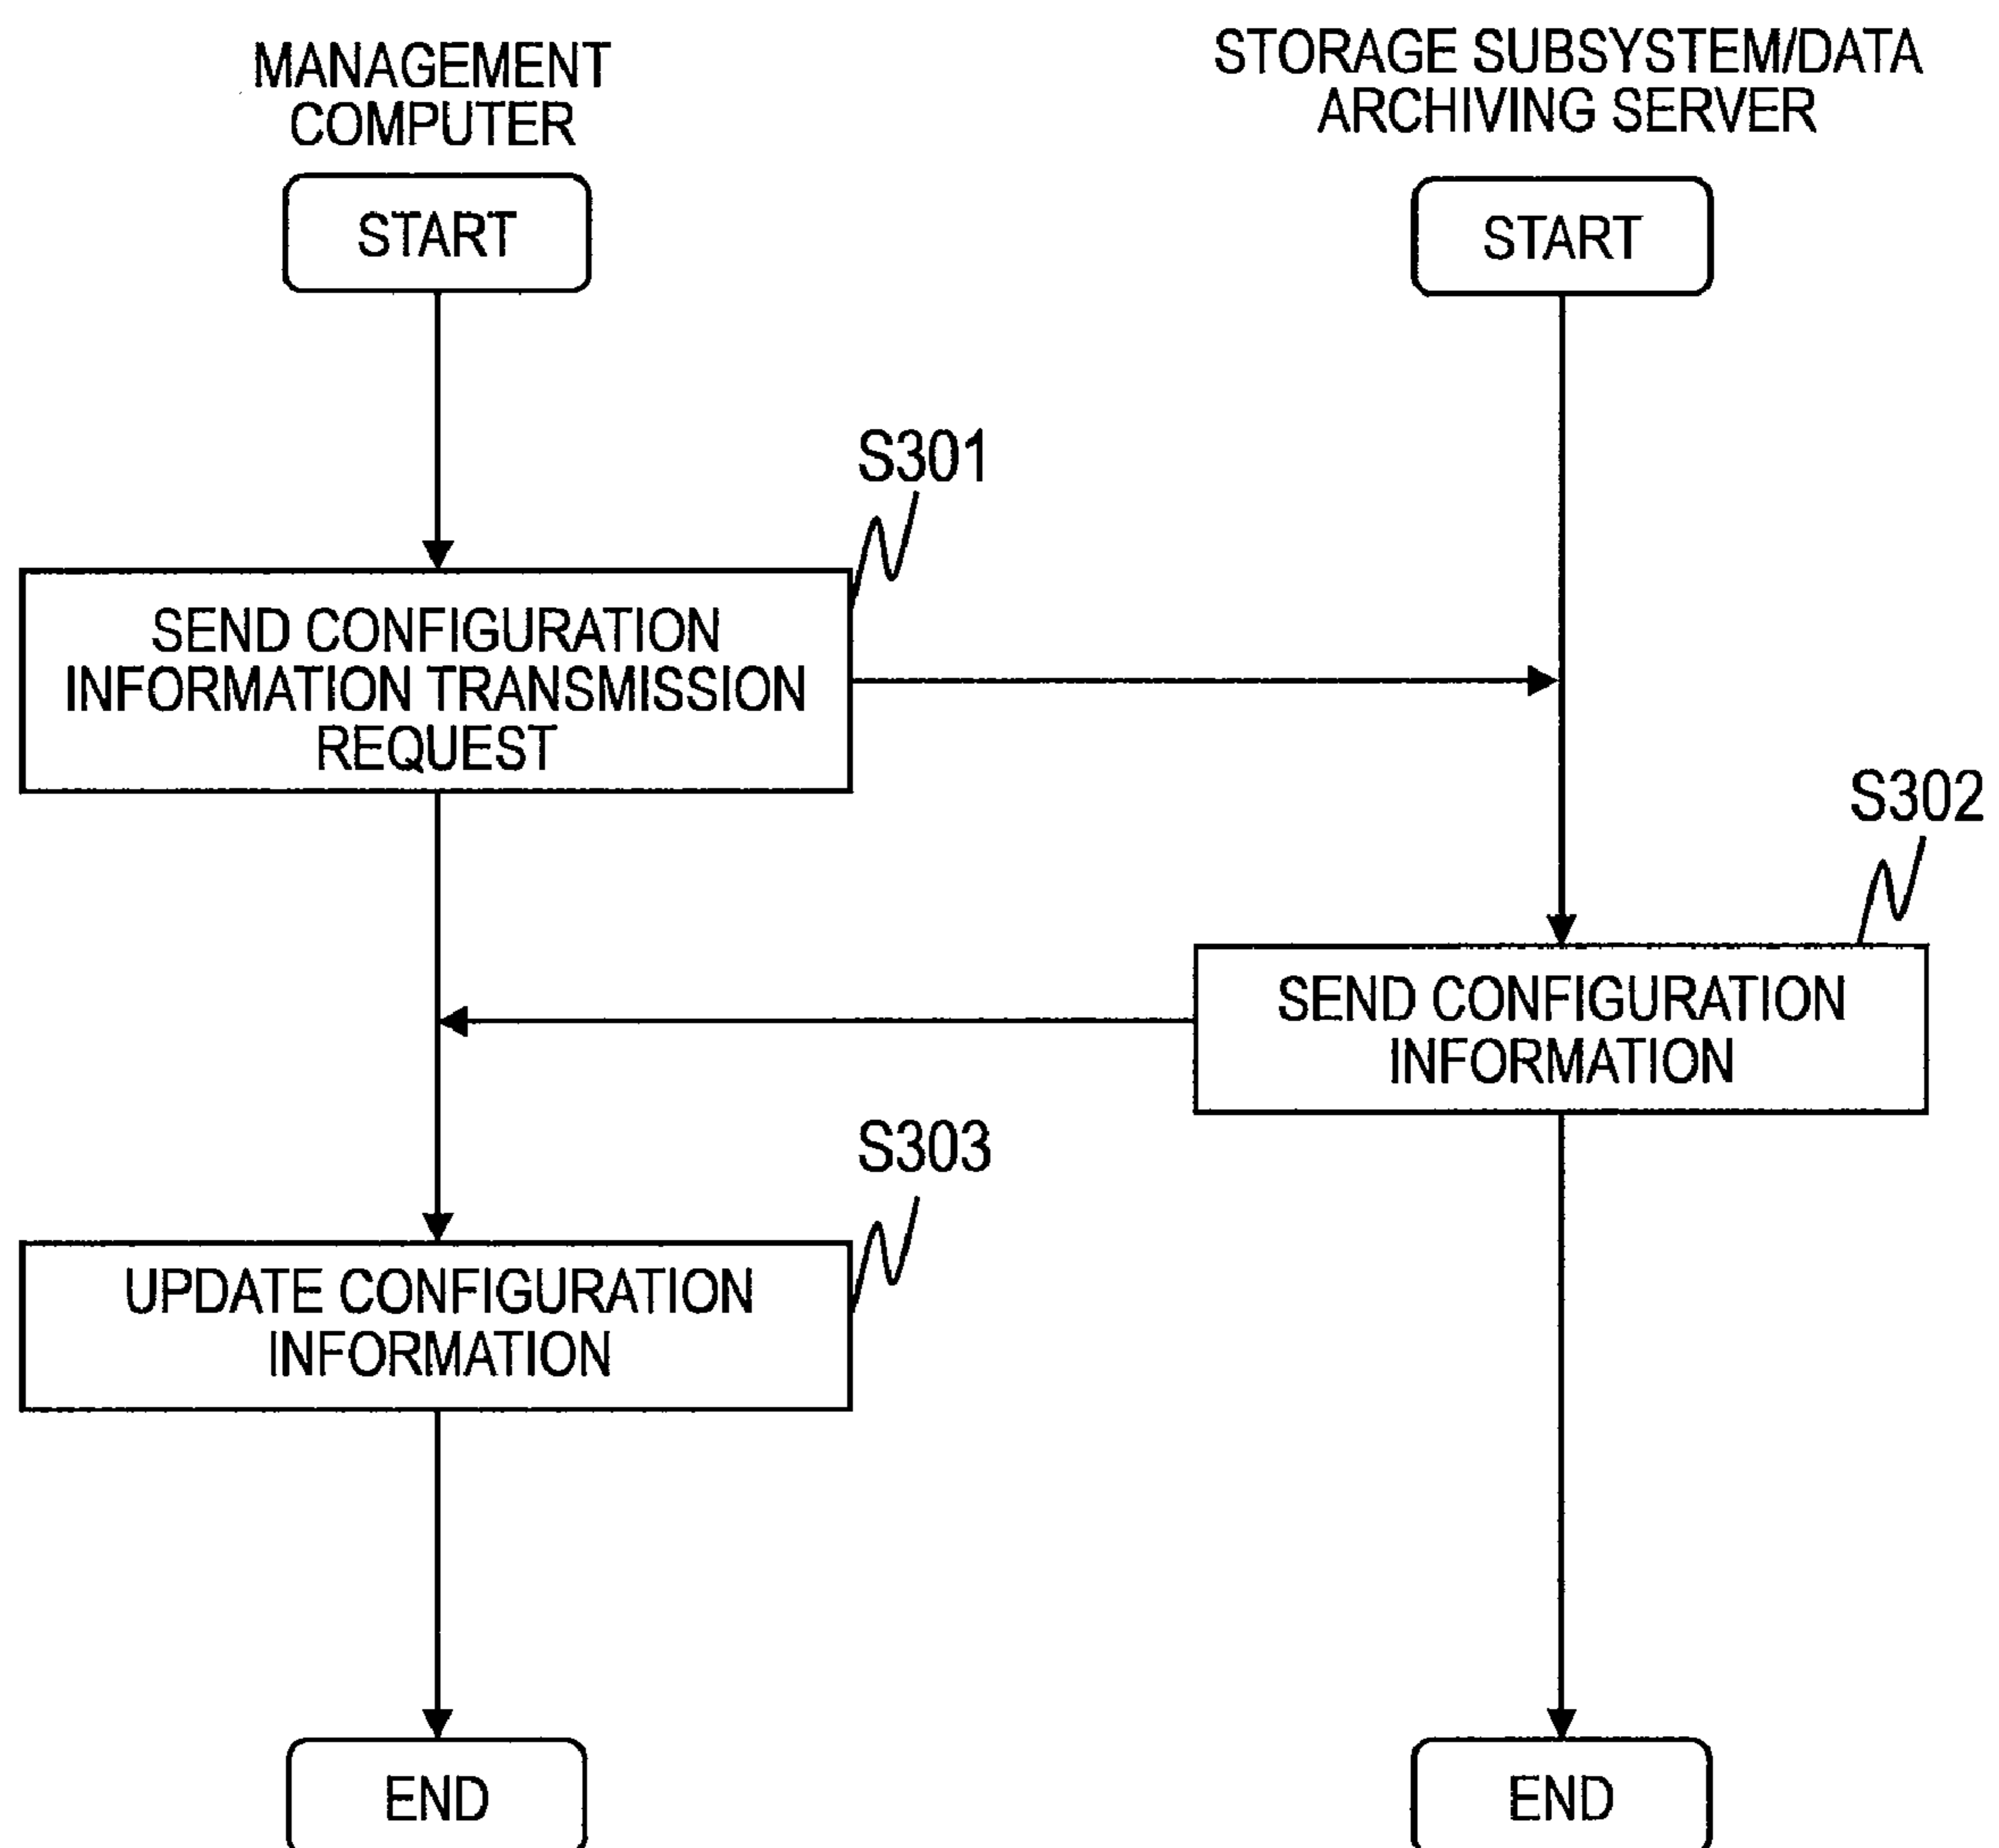 MANAGEMENT
COMPUTER
STORAGE SUBSYSTEM/DATA
ARCHIVING SERVER
START
START
S301
SEND CONFIGURATION
INFORMATION TRANSMISSION
REQUEST
S302
SEND CONFIGURATION
INFORMATION
S303
UPDATE CONFIGURATION
INFORMATION
END
END